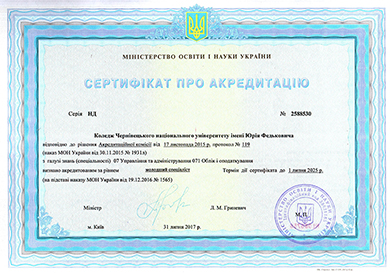 МІНІСТЕРСТВО ОСВІТИ І НАУКИ УКРАЇНИ
СЕРТИФІКАТ ПРО АКРЕДИТАЦІЮ
Серія НД № 2588530
Коледж Чернівецького національного університету імені Юрія Федьковича
відповідно до рішення Акредитаційної комісії від 17 листопада 2015 р. протокол № 119
(наказ МОН України від 30.11.2015 № 1931л)
з галузі знань (спеціальності) 07 Управління та адміністрування 071 Облік і оподаткування
визнано акредитованим за рівнем молодший спеціаліст Термін дії сертифіката до 1 липня 2025 р.
(на підставі наказу МОН України від 19.12.2016 № 1565)
Міністр Л. М. Гриневич
М.П.
м. Київ 31 липня 2017 р.